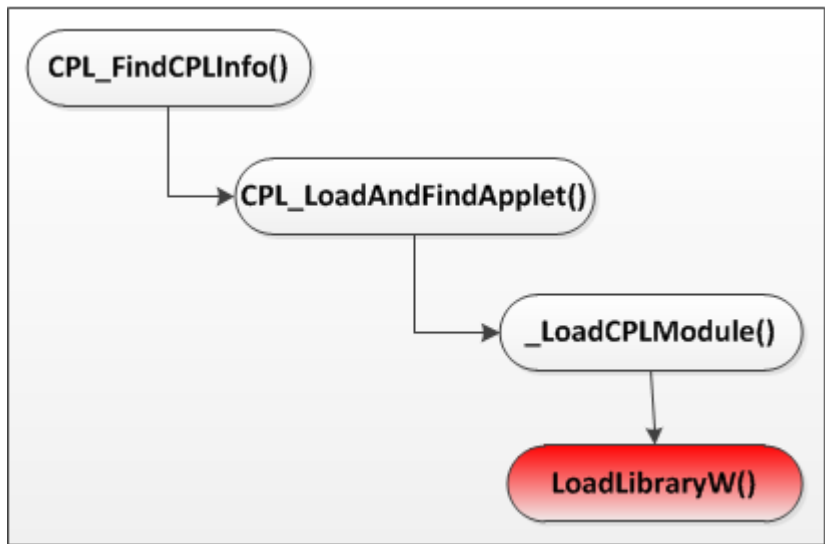 CPL_FindCPLInfo()
CPL_LoadAndFindApplet()
_LoadCPLModule()
LoadLibraryW()